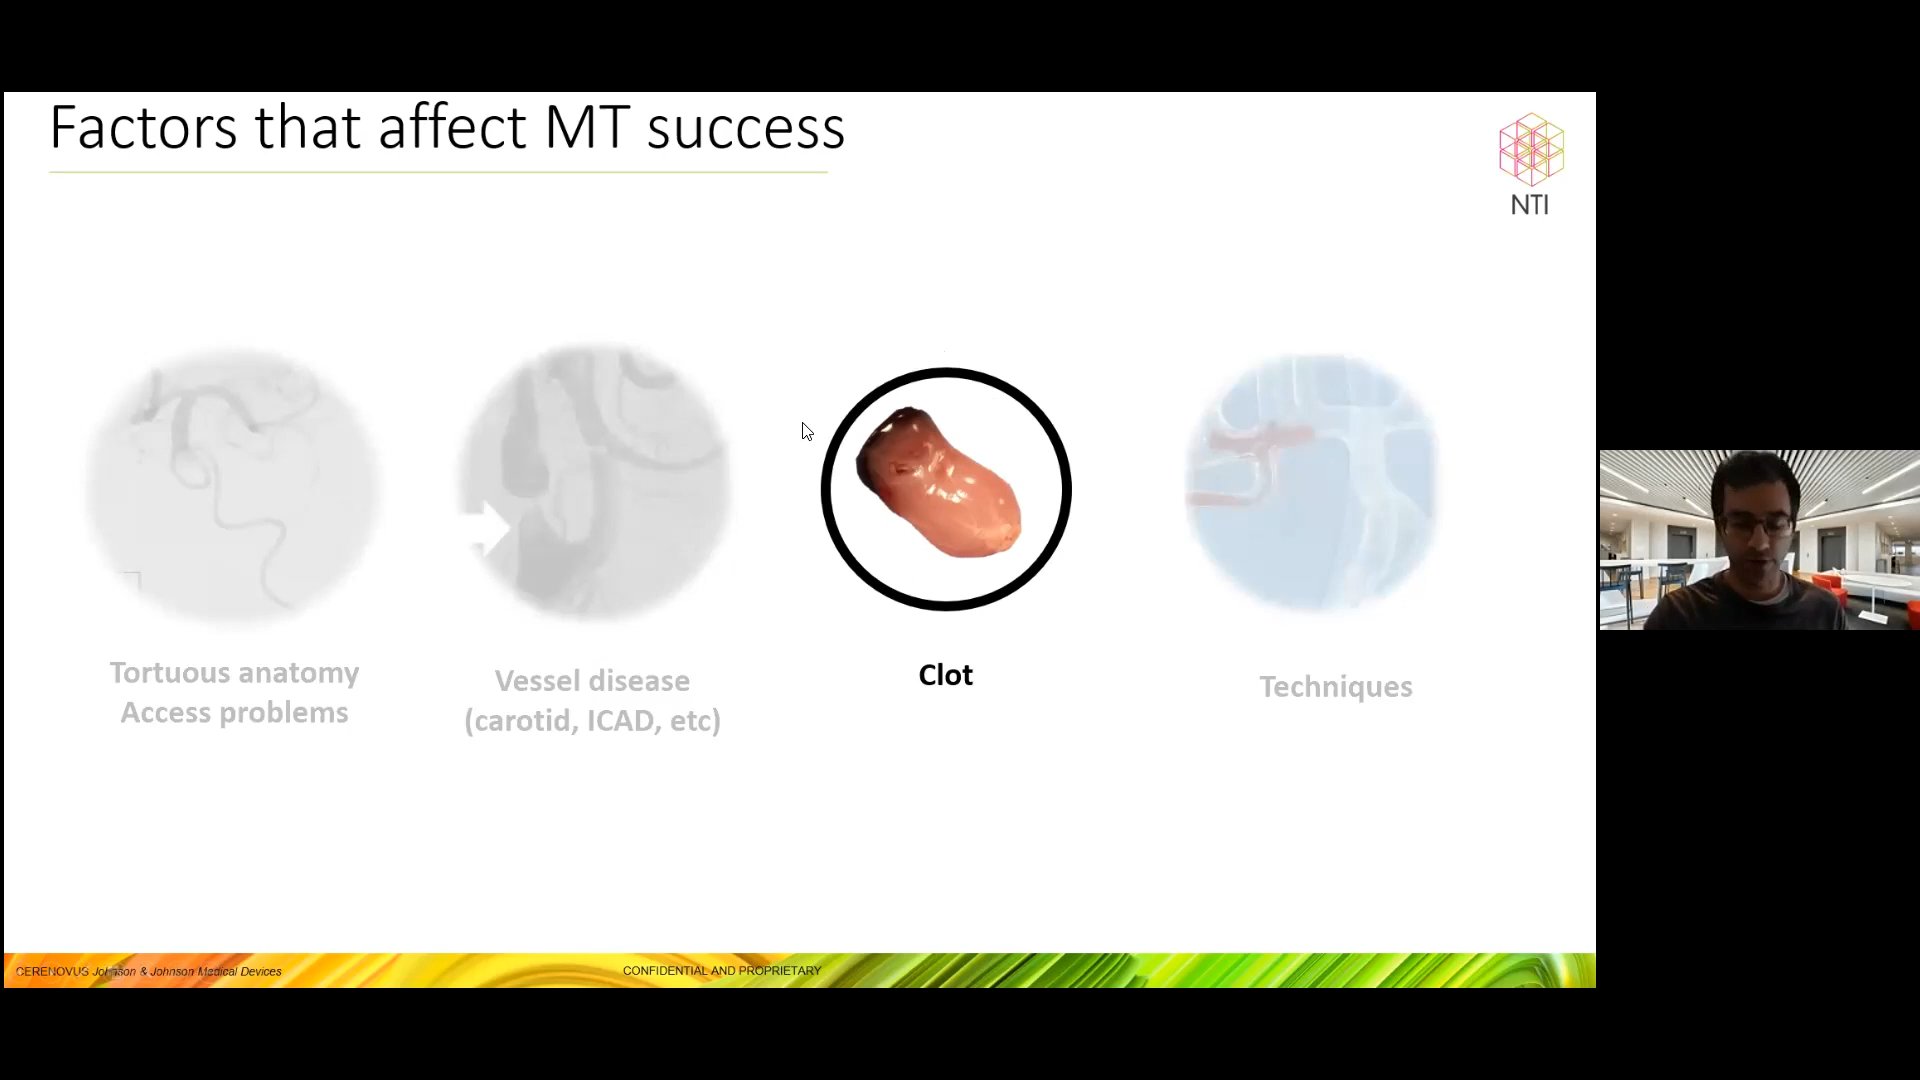 Factors that affect MT success
NTI
Tortuous anatomy
Access problems
Vessel disease
(carotid, ICAD, etc)
Clot
Techniques
CERENOVUS Johnson & Johnson Medical Devices
CONFIDENTIAL AND PROPRIETARY